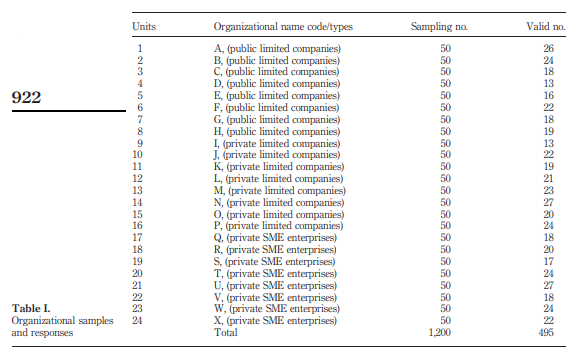 Units Organizational name code/types Sampling no. Valid no.
1 A, (public limited companies) 50 26
2 B, (public limited companies) 50 24
3 C, (public limited companies) 50 18
4 D, (public limited companies) 50 13
5 E, (public limited companies) 50 16
6 F, (public limited companies) 50 22
7 G, (public limited companies) 50 18
8 H, (public limited companies) 50 19
9 I, (private limited companies) 50 13
10 J, (private limited companies) 50 22
11 K, (private limited companies) 50 19
12 L, (private limited companies) 50 21
13 M, (private limited companies) 50 23
14 N, (private limited companies) 50 27
15 O, (private limited companies) 50 20
16 P, (private limited companies) 50 24
17 Q, (private SME enterprises) 50 18
18 R, (private SME enterprises) 50 20
19 S, (private SME enterprises) 50 17
20 T, (private SME enterprises) 50 24
21 U, (private SME enterprises) 50 27
22 V, (private SME enterprises) 50 18
23 W, (private SME enterprises) 50 24
24 X, (private SME enterprises) 50 22
Total 1,200 495
922
Table I.
Organizational samples
and responses